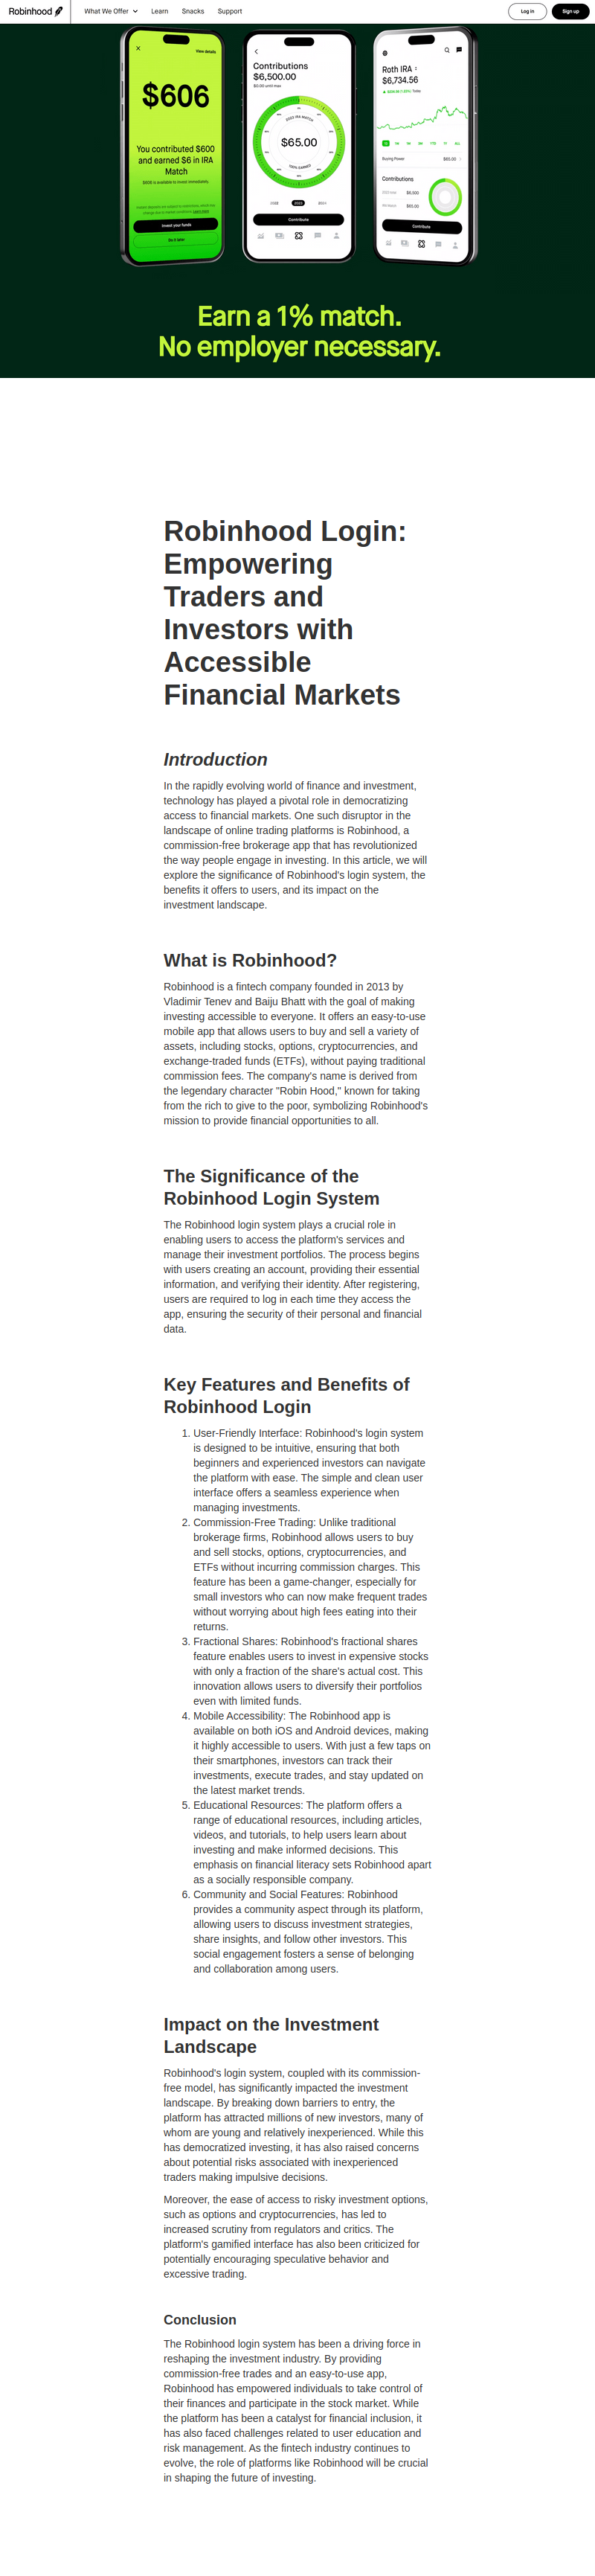 Robinhood
What We Offer
Learn
Snacks
Support
Log in
Sign up
View details
$606
You contributed $600
and earned $6 in IRA
Match
$606 is available to invest immediately.
Invest your funds
Do it later
Contributions
$6,500.00
$0.00 until max
2023 IRA MATCH
$65.00
100% EARNED
2023
Contribute
Roth IRA
$6,734.56
Today
Buying Power
$65.00
Contributions
$6,500
$65.00
Contribute
Earn a 1% match.
No employer necessary.
Robinhood Login:
Empowering
Traders and
Investors with
Accessible
Financial Markets
Introduction
In the rapidly evolving world of finance and investment,
technology has played a pivotal role in democratizing
access to financial markets. One such disruptor in the
landscape of online trading platforms is Robinhood, a
commission-free brokerage app that has revolutionized
the way people engage in investing. In this article, we will
explore the significance of Robinhood's login system, the
benefits it offers to users, and its impact on the
investment landscape.
What is Robinhood?
Robinhood is a fintech company founded in 2013 by
Vladimir Tenev and Baiju Bhatt with the goal of making
investing accessible to everyone. It offers an easy-to-use
mobile app that allows users to buy and sell a variety of
assets, including stocks, options, cryptocurrencies, and
exchange-traded funds (ETFs), without paying traditional
commission fees. The company's name is derived from
the legendary character "Robin Hood," known for taking
from the rich to give to the poor, symbolizing Robinhood's
mission to provide financial opportunities to all.
The Significance of the
Robinhood Login System
The Robinhood login system plays a crucial role in
enabling users to access the platform's services and
manage their investment portfolios. The process begins
with users creating an account, providing their essential
information, and verifying their identity. After registering,
users are required to log in each time they access the
app, ensuring the security of their personal and financial
data.
Key Features and Benefits of
Robinhood Login
1. User-Friendly Interface: Robinhood's login system
is designed to be intuitive, ensuring that both
beginners and experienced investors can navigate
the platform with ease. The simple and clean user
interface offers a seamless experience when
managing investments.
2. Commission-Free Trading: Unlike traditional
brokerage firms, Robinhood allows users to buy
and sell stocks, options, cryptocurrencies, and
ETFs without incurring commission charges. This
feature has been a game-changer, especially for
small investors who can now make frequent trades
without worrying about high fees eating into their
returns.
3. Fractional Shares: Robinhood's fractional shares
feature enables users to invest in expensive stocks
with only a fraction of the share's actual cost. This
innovation allows users to diversify their portfolios
even with limited funds.
4. Mobile Accessibility: The Robinhood app is
available on both iOS and Android devices, making
it highly accessible to users. With just a few taps on
their smartphones, investors can track their
investments, execute trades, and stay updated on
the latest market trends.
5. Educational Resources: The platform offers a
range of educational resources, including articles,
videos, and tutorials, to help users learn about
investing and make informed decisions. This
emphasis on financial literacy sets Robinhood apart
as a socially responsible company.
6. Community and Social Features: Robinhood
provides a community aspect through its platform,
allowing users to discuss investment strategies,
share insights, and follow other investors. This
social engagement fosters a sense of belonging
and collaboration among users.
Impact on the Investment
Landscape
Robinhood's login system, coupled with its commission-
free model, has significantly impacted the investment
landscape. By breaking down barriers to entry, the
platform has attracted millions of new investors, many of
whom are young and relatively inexperienced. While this
has democratized investing, it has also raised concerns
about potential risks associated with inexperienced
traders making impulsive decisions.
Moreover, the ease of access to risky investment options,
such as options and cryptocurrencies, has led to
increased scrutiny from regulators and critics. The
platform's gamified interface has also been criticized for
potentially encouraging speculative behavior and
excessive trading.
Conclusion
The Robinhood login system has been a driving force in
reshaping the investment industry. By providing
commission-free trades and an easy-to-use app,
Robinhood has empowered individuals to take control of
their finances and participate in the stock market. While
the platform has been a catalyst for financial inclusion, it
has also faced challenges related to user education and
risk management. As the fintech industry continues to
evolve, the role of platforms like Robinhood will be crucial
in shaping the future of investing.